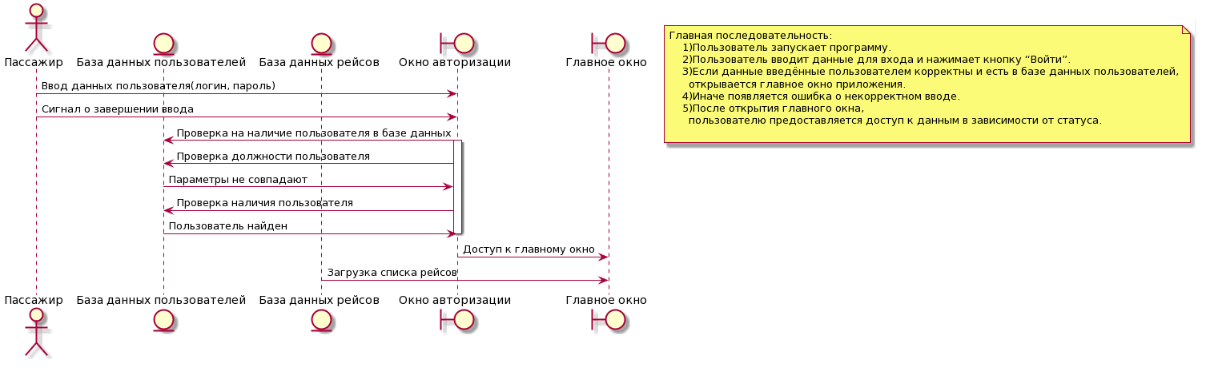 Пассажир
База данных пользователей
База данных рейсов
Окно авторизации
Главное окно
Ввод данных пользователя(логин, пароль)
Сигнал о завершении ввода
Проверка на наличие пользователя в базе данных
Проверка должности пользователя
Параметры не совпадают
Проверка наличия пользователя
Пользователь найден
Доступ к главному окно
Загрузка списка рейсов
Пассажир
База данных пользователей
База данных рейсов
Окно авторизации
Главное окно
Главная последовательность:
1)Пользователь запускает программу.
2)Пользователь вводит данные для входа и нажимает кнопку “Войти”.
3)Если данные введённые пользователем корректны и есть в базе данных пользователей,
открывается главное окно приложения.
4)Иначе появляется ошибка о некорректном вводе.
5)После открытия главного окна,
пользователю предоставляется доступ к данным в зависимости от статуса.